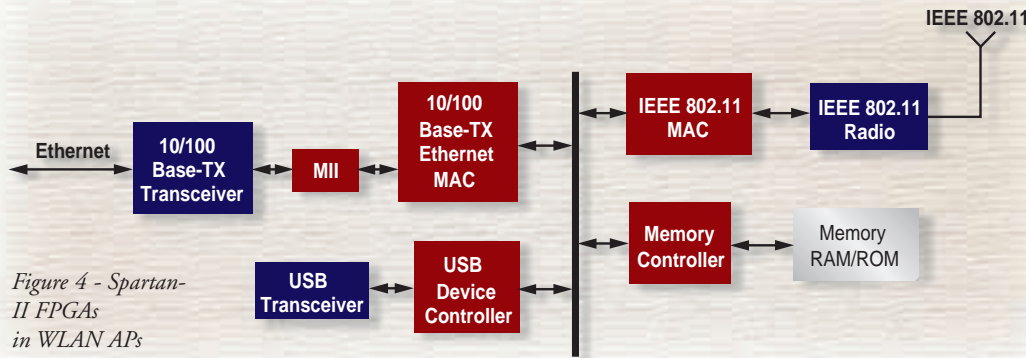 IEEE 802.11
Ethernet
10/100
Base-TX
Transceiver
MII
10/100
Base-TX
Ethernet
MAC
IEEE 802.11
MAC
IEEE 802.11
Radio
USB
Transceiver
USB
Device
Controller
Memory
Controller
Memory
RAM/ROM
Figure 4 - Spartan-
II FPGAs
in WLAN APs